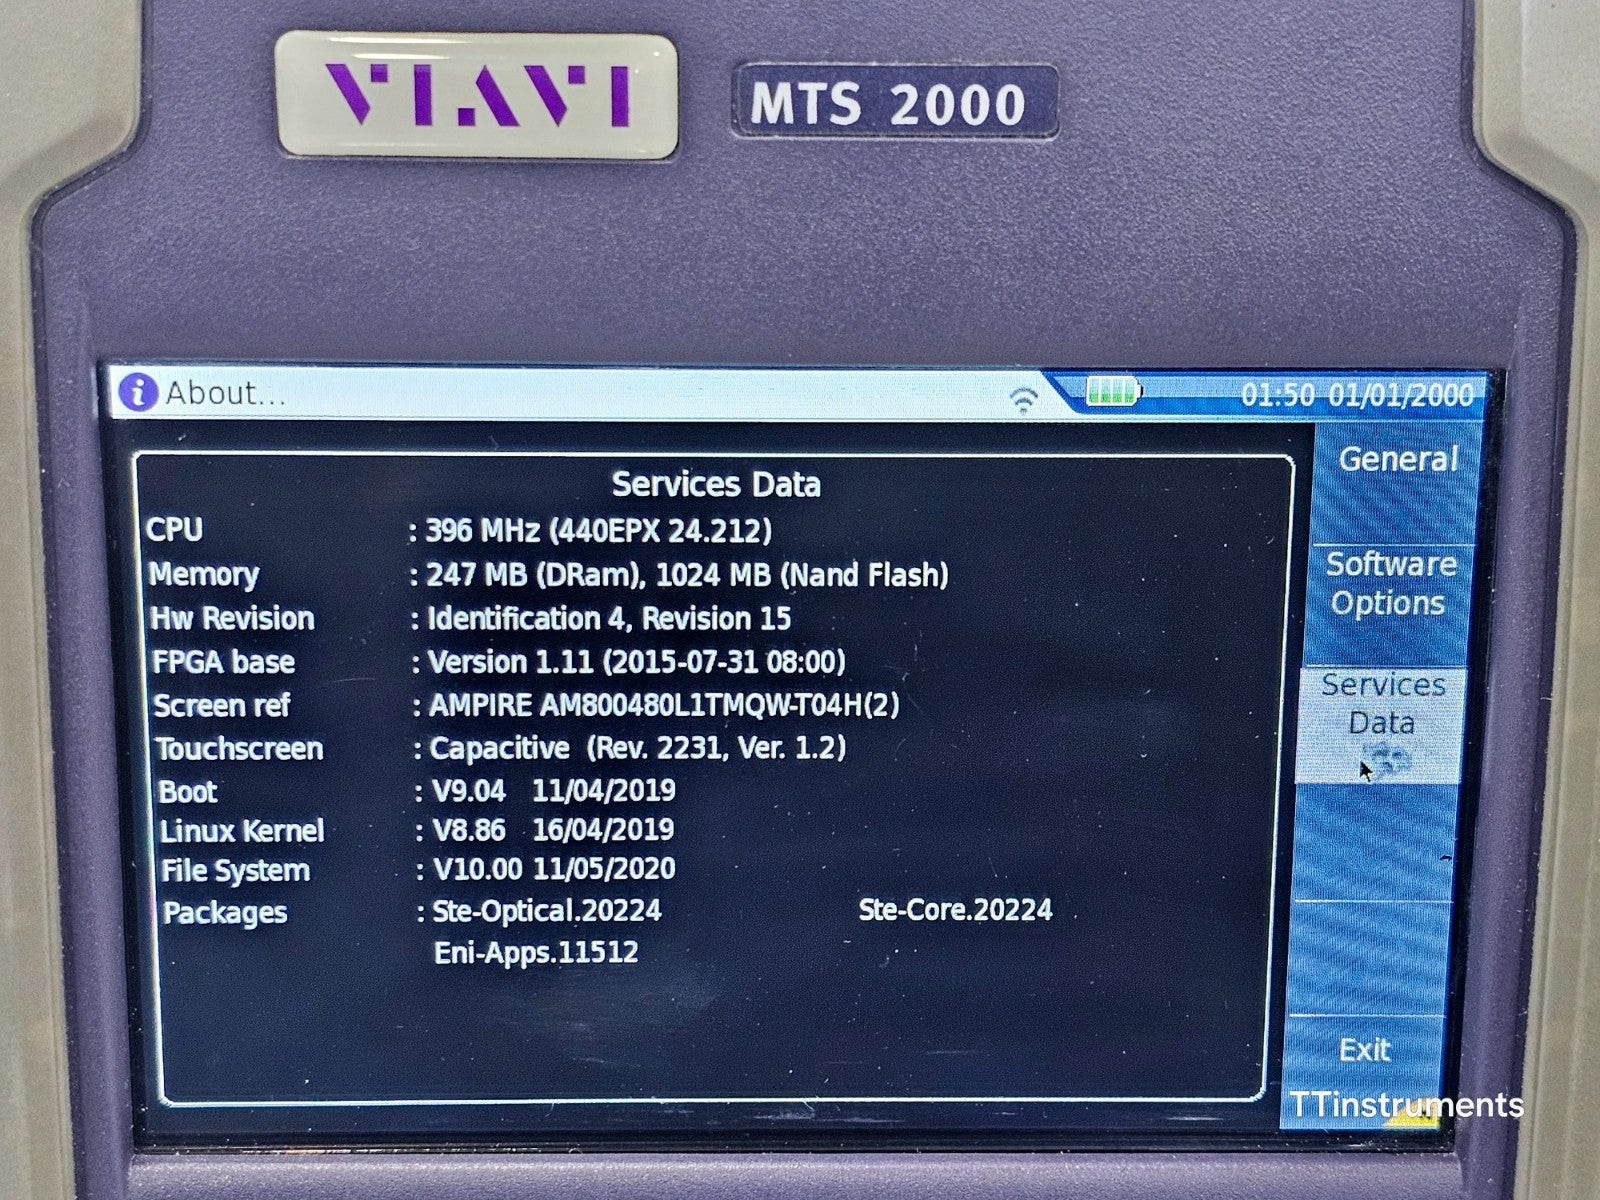 VIAVI
MTS 2000
About...
01:50 01/01/2000
Services Data
CPU : 396 MHz (440EPX 24.212)
Memory : 247 MB (DRam), 1024 MB (Nand Flash)
Hw Revision : Identification 4, Revision 15
FPGA base : Version 1.11 (2015-07-31 08:00)
Screen ref : AMPIRE AM800480L1TMQW-T04H(2)
Touchscreen : Capacitive (Rev. 2231, Ver. 1.2)
Boot : V9.04 11/04/2019
Linux Kernel : V8.86 16/04/2019
File System : V10.00 11/05/2020
Packages : Ste-Optical.20224 Ste-Core.20224
Eni-Apps.11512
General
Software
Options
Services
Data
Exit
TTinstruments